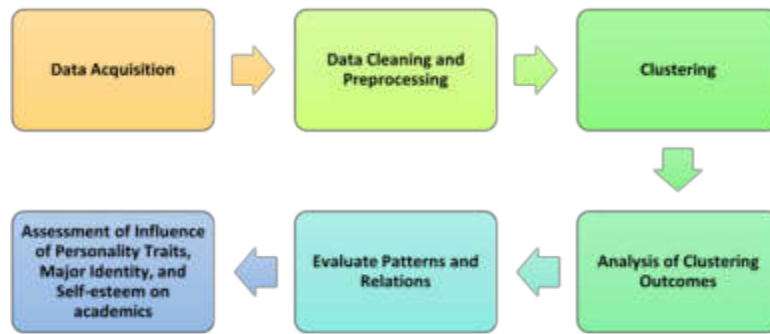 Data Acquisition
Data Cleaning and
Preprocessing
Clustering
Analysis of Clustering
Outcomes
Evaluate Patterns and
Relations
Assessment of Influence
of Personality Traits,
Major Identity, and
Self-esteem on
academics